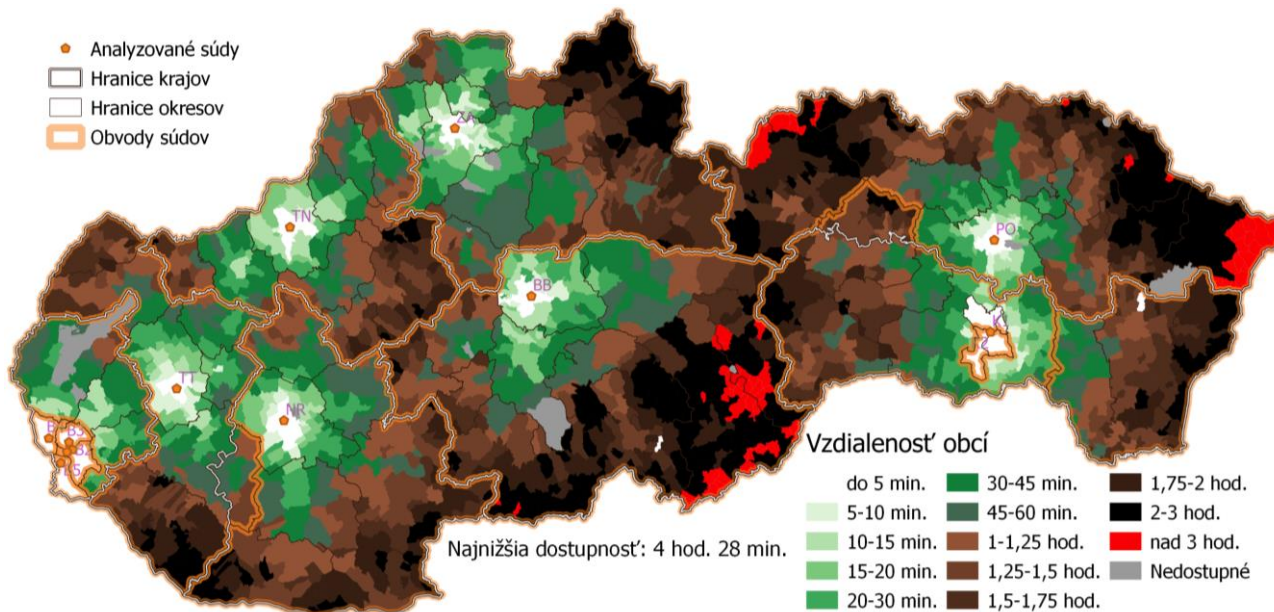 Analyzované súdy
Hranice krajov
Hranice okresov
Obvody súdov
ZA
TN
PO
BB
TT
NR
Najnižšia dostupnosť: 4 hod. 28 min.
Vzdialenosť obcí
do 5 min.
5-10 min.
10-15 min.
15-20 min.
20-30 min.
30-45 min.
45-60 min.
1-1,25 hod.
1,25-1,5 hod.
1,5-1,75 hod.
1,75-2 hod.
2-3 hod.
nad 3 hod.
Nedostupné